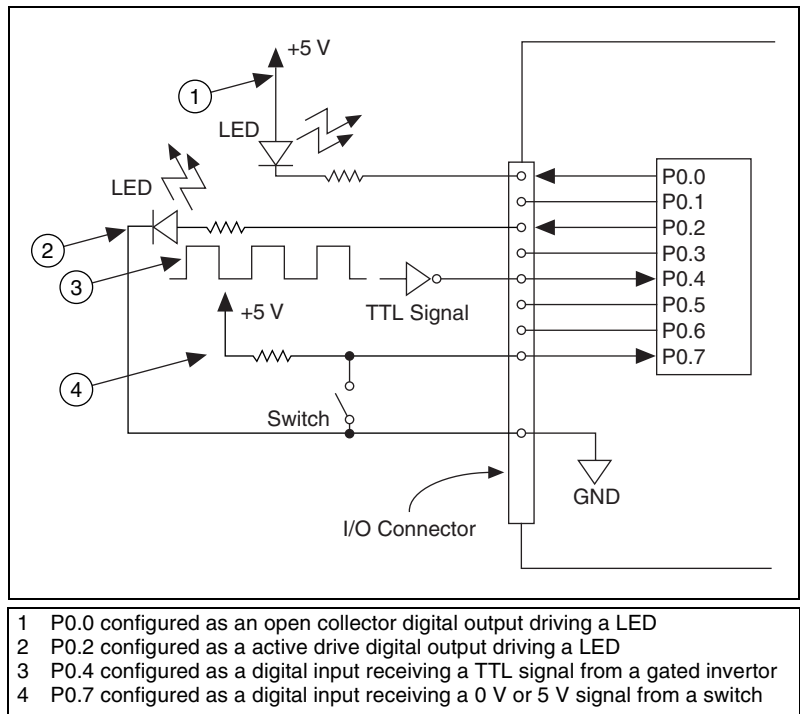 +5 V
1
LED
LED
P0.0
P0.1
P0.2
2
P0.3
3
P0.4
+5 V
TTL Signal
P0.5
P0.6
P0.7
4
Switch
GND
I/O Connector
1 P0.0 configured as an open collector digital output driving a LED
2 P0.2 configured as a active drive digital output driving a LED
3 P0.4 configured as a digital input receiving a TTL signal from a gated invertor
4 P0.7 configured as a digital input receiving a 0 V or 5 V signal from a switch